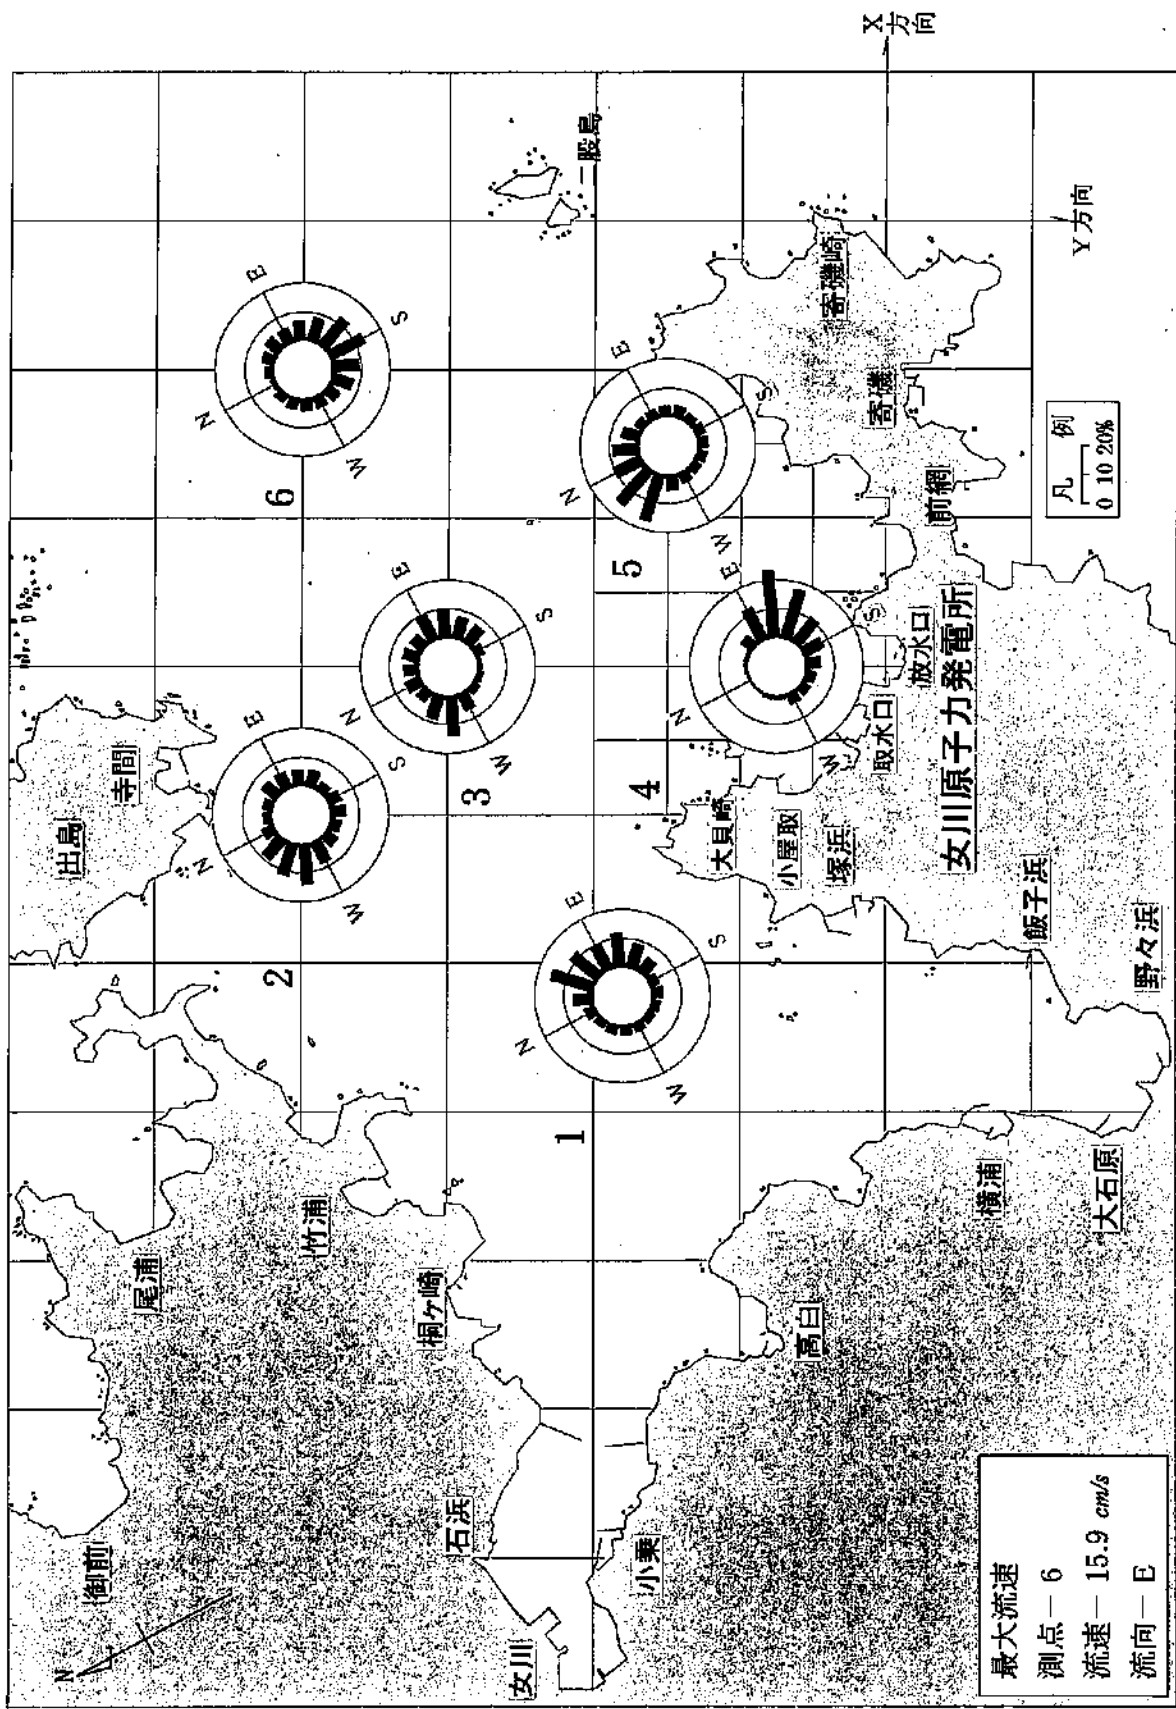 X方向
Y方向
N
出島
寺間
二股島
御前
尾浦
竹浦
桐ヶ崎
石浜
女川
小乗
高白
横浦
大石原
野々浜
飯子浜
塚浜
小屋取
大貝崎
取水口
放水口
女川原子力発電所
前網
寄磯
寄磯崎
1
N
E
S
W
2
N
E
S
W
3
N
E
S
W
4
N
E
S
W
5
N
E
S
W
6
N
E
S
W
凡例
0 10 20%
最大流速
測点－6
流速－15.9 cm/s
流向－E